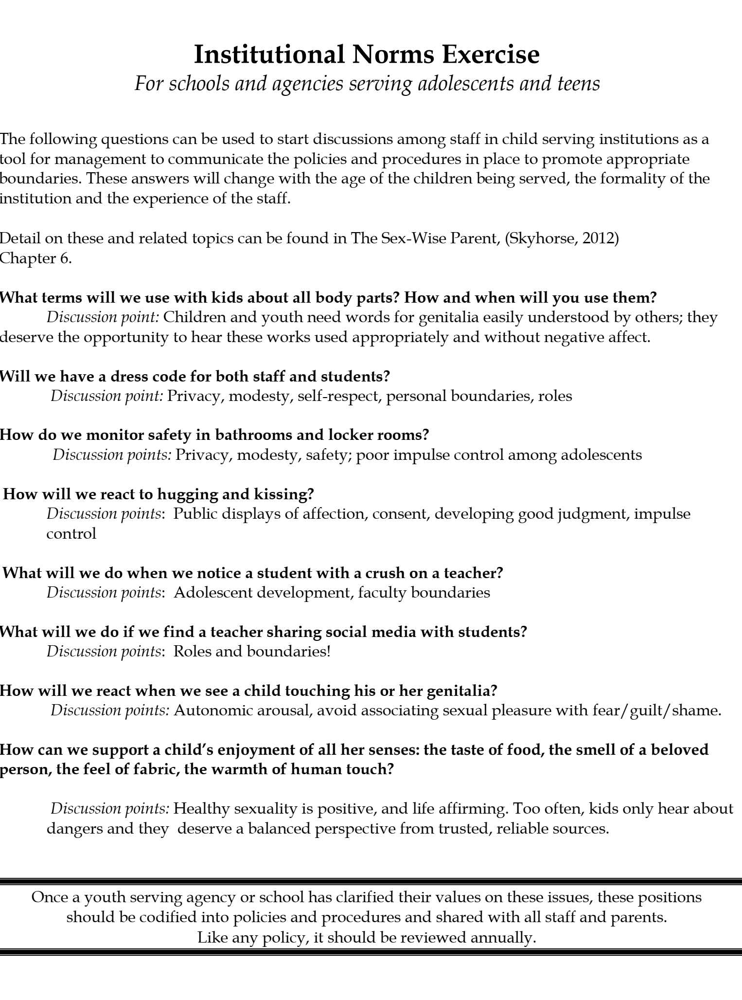 Institutional Norms Exercise
For schools and agencies serving adolescents and teens
The following questions can be used to start discussions among staff in child serving institutions as a
tool for management to communicate the policies and procedures in place to promote appropriate
boundaries. These answers will change with the age of the children being served, the formality of the
institution and the experience of the staff.
Detail on these and related topics can be found in The Sex-Wise Parent, (Skyhorse, 2012)
Chapter 6.
What terms will we use with kids about all body parts? How and when will you use them?
Discussion point: Children and youth need words for genitalia easily understood by others; they
deserve the opportunity to hear these works used appropriately and without negative affect.
Will we have a dress code for both staff and students?
Discussion point: Privacy, modesty, self-respect, personal boundaries, roles
How do we monitor safety in bathrooms and locker rooms?
Discussion points: Privacy, modesty, safety; poor impulse control among adolescents
How will we react to hugging and kissing?
Discussion points:  Public displays of affection, consent, developing good judgment, impulse
control
What will we do when we notice a student with a crush on a teacher?
Discussion points:  Adolescent development, faculty boundaries
What will we do if we find a teacher sharing social media with students?
Discussion points:  Roles and boundaries!
How will we react when we see a child touching his or her genitalia?
Discussion points: Autonomic arousal, avoid associating sexual pleasure with fear/guilt/shame.
How can we support a child’s enjoyment of all her senses: the taste of food, the smell of a beloved
person, the feel of fabric, the warmth of human touch?
Discussion points: Healthy sexuality is positive, and life affirming. Too often, kids only hear about
dangers and they  deserve a balanced perspective from trusted, reliable sources.
Once a youth serving agency or school has clarified their values on these issues, these positions
should be codified into policies and procedures and shared with all staff and parents.
Like any policy, it should be reviewed annually.